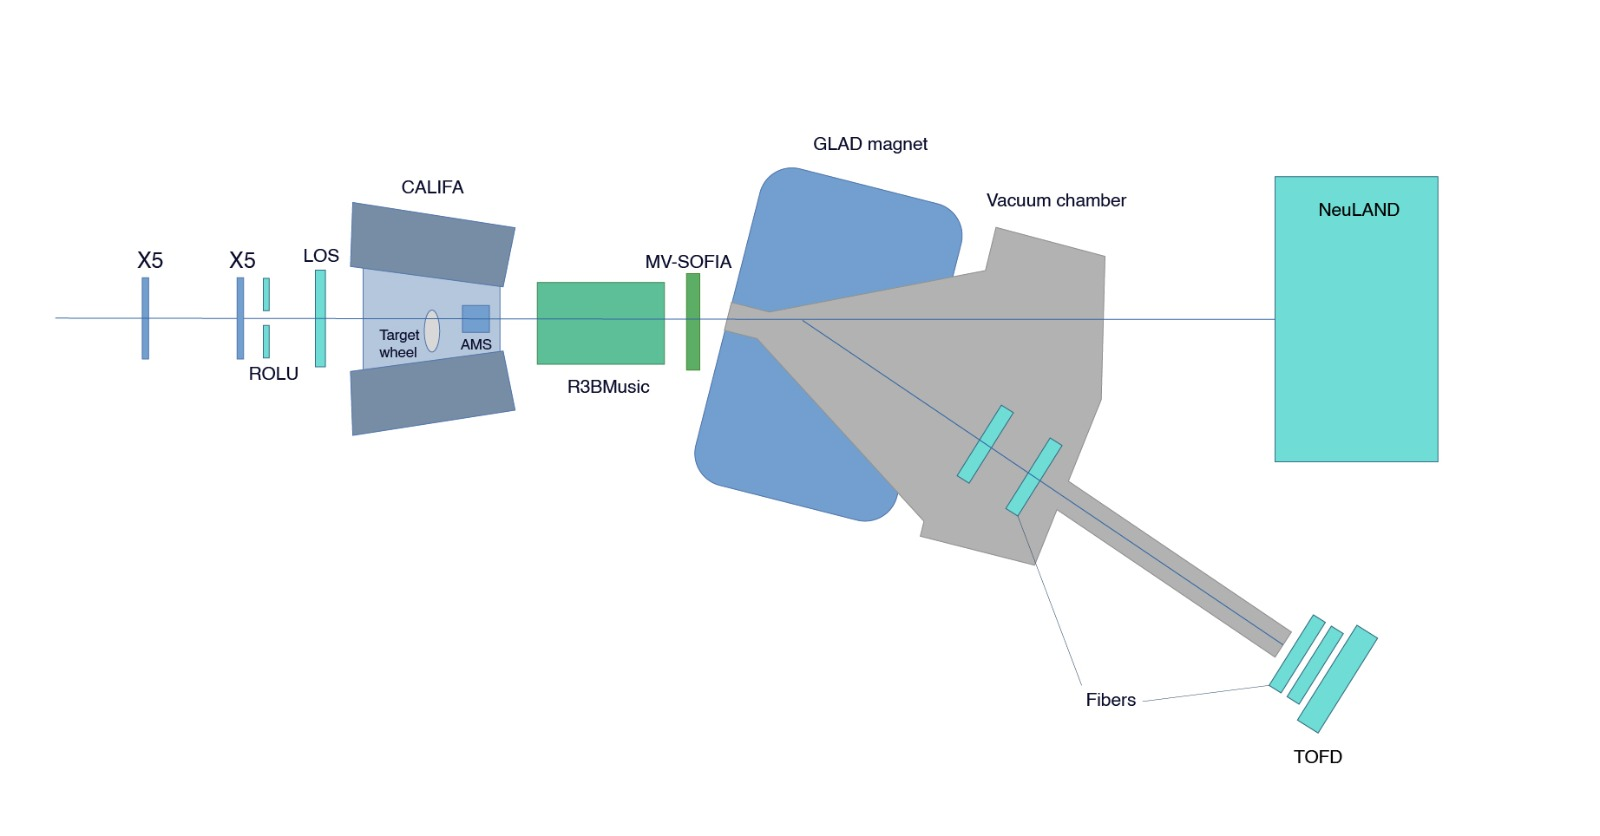 GLAD magnet
CALIFA
Vacuum chamber
NeuLAND
X5
X5
LOS
MV-SOFIA
Target
wheel
AMS
ROLU
R3BMusic
Fibers
TOFD